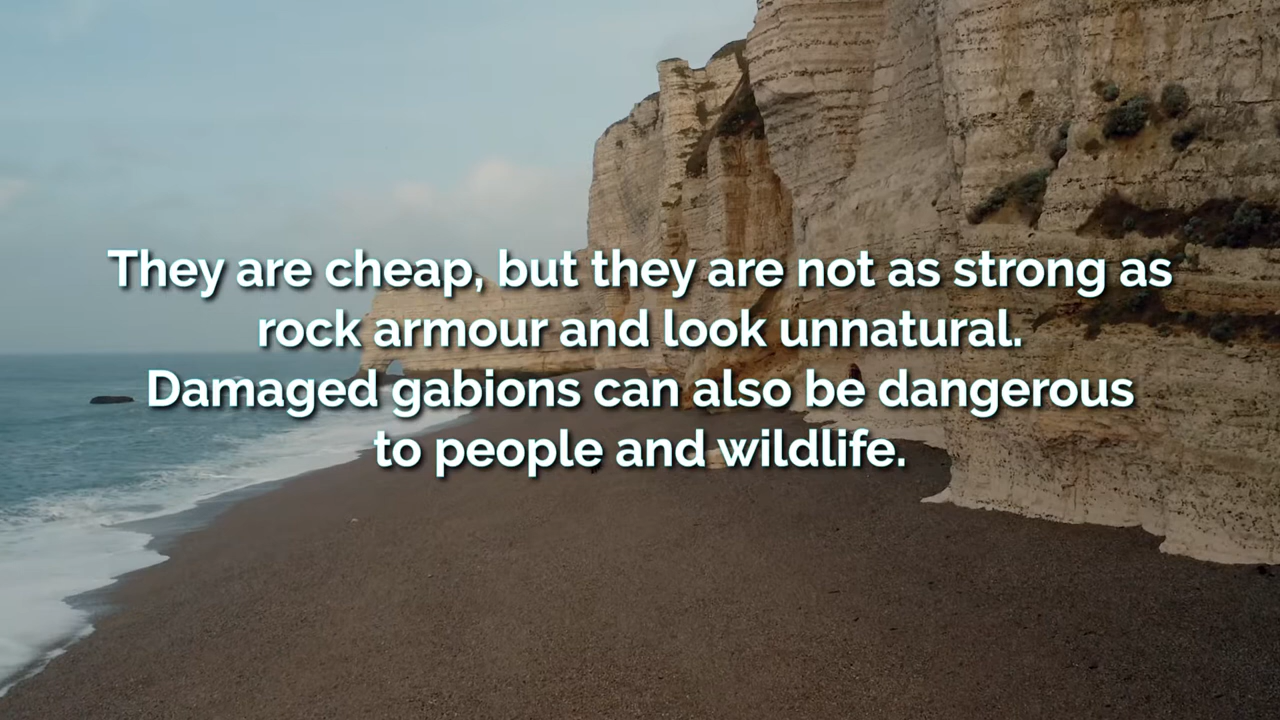 They are cheap, but they are not as strong as
rock armour and look unnatural.
Damaged gabions can also be dangerous
to people and wildlife.